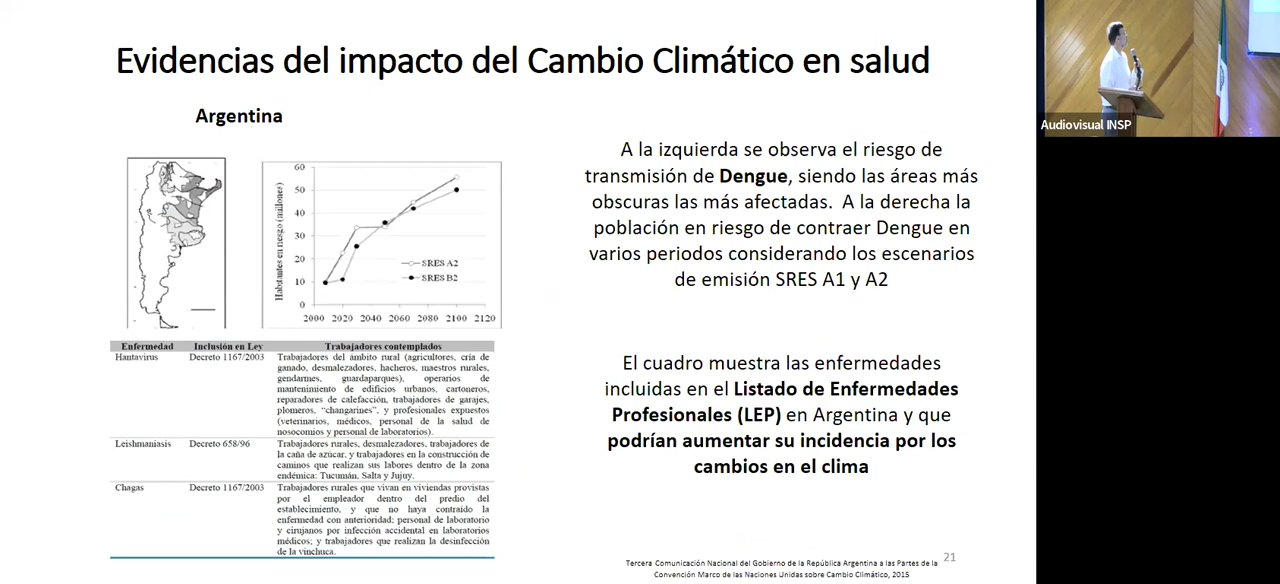 Evidencias del impacto del Cambio Climático en salud
Argentina
Habitantes en riesgo (millones)
60
50
40
30
20
10
0
2000 2020 2040 2060 2080 2100 2120
SRES A2
SRES B2
Enfermedad Inclusión en Ley Trabajadores contemplados
Hantavirus Decreto 1167/2003 Trabajadores del ámbito rural (agricultores, cría de
ganado, desmalezadores, hacheros, maestros rurales,
gendarmes, guardaparques), operarios de
mantenimiento de edificios urbanos, cartoneros,
reparadores de calefacción, trabajadores de garajes,
plomeros, “changarines”, y profesionales expuestos
(veterinarios, médicos, personal de la salud de
nosocomios y personal de laboratorios).
Leishmaniasis Decreto 658/96 Trabajadores rurales, desmalezadores, trabajadores de
la caña de azúcar, y trabajadores en la construcción de
caminos que realizan sus labores dentro de la zona
endémica: Tucumán, Salta y Jujuy.
Chagas Decreto 1167/2003 Trabajadores rurales que vivan en viviendas provistas
por el empleador dentro del predio del
establecimiento, y que no haya contraído la
enfermedad con anterioridad; personal de laboratorio
y cirujanos por infección accidental en laboratorios
médicos; y trabajadores que realizan la desinfección
de la vinchuca.
A la izquierda se observa el riesgo de
transmisión de Dengue, siendo las áreas más
obscuras las más afectadas. A la derecha la
población en riesgo de contraer Dengue en
varios periodos considerando los escenarios
de emisión SRES A1 y A2
El cuadro muestra las enfermedades
incluidas en el Listado de Enfermedades
Profesionales (LEP) en Argentina y que
podrían aumentar su incidencia por los
cambios en el clima
Tercera Comunicación Nacional del Gobierno de la República Argentina a las Partes de la
Convención Marco de las Naciones Unidas sobre Cambio Climático, 2015
21
Audiovisual INSP